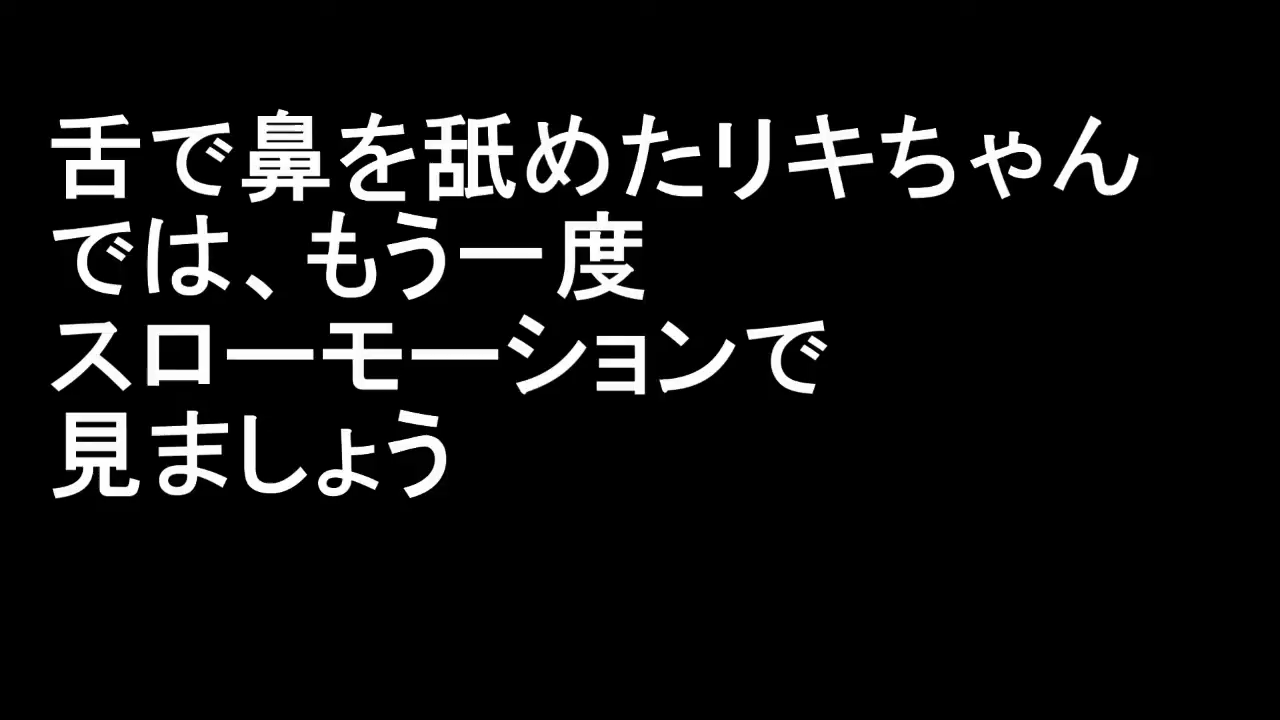 舌で鼻を舐めたリキちゃん
では、もう一度
スローモーションで
見ましょう